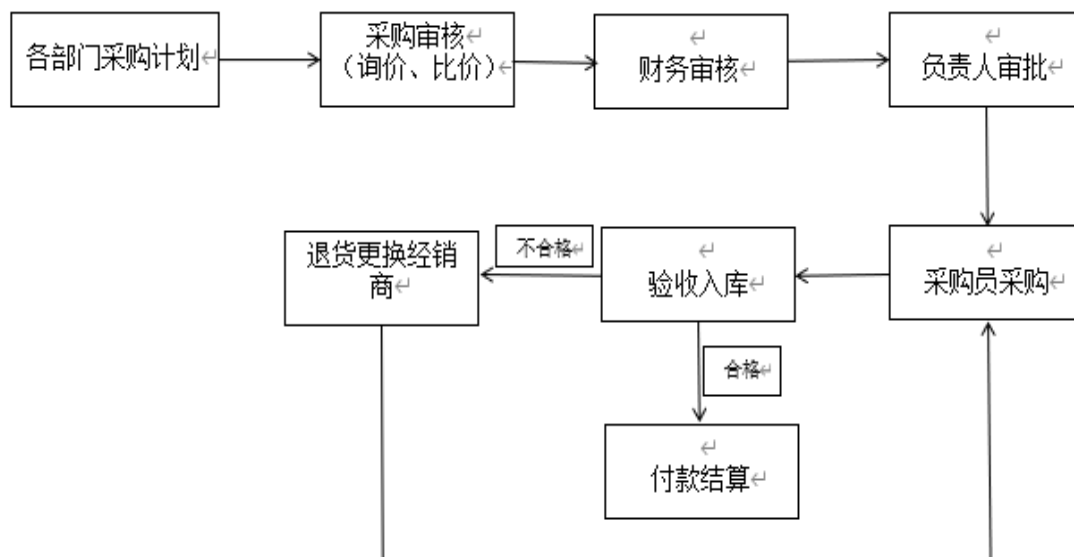 各部门采购计划
采购审核
（询价、比价）
财务审核
负责人审批
退货更换经销
商
不合格
验收入库
采购员采购
合格
付款结算